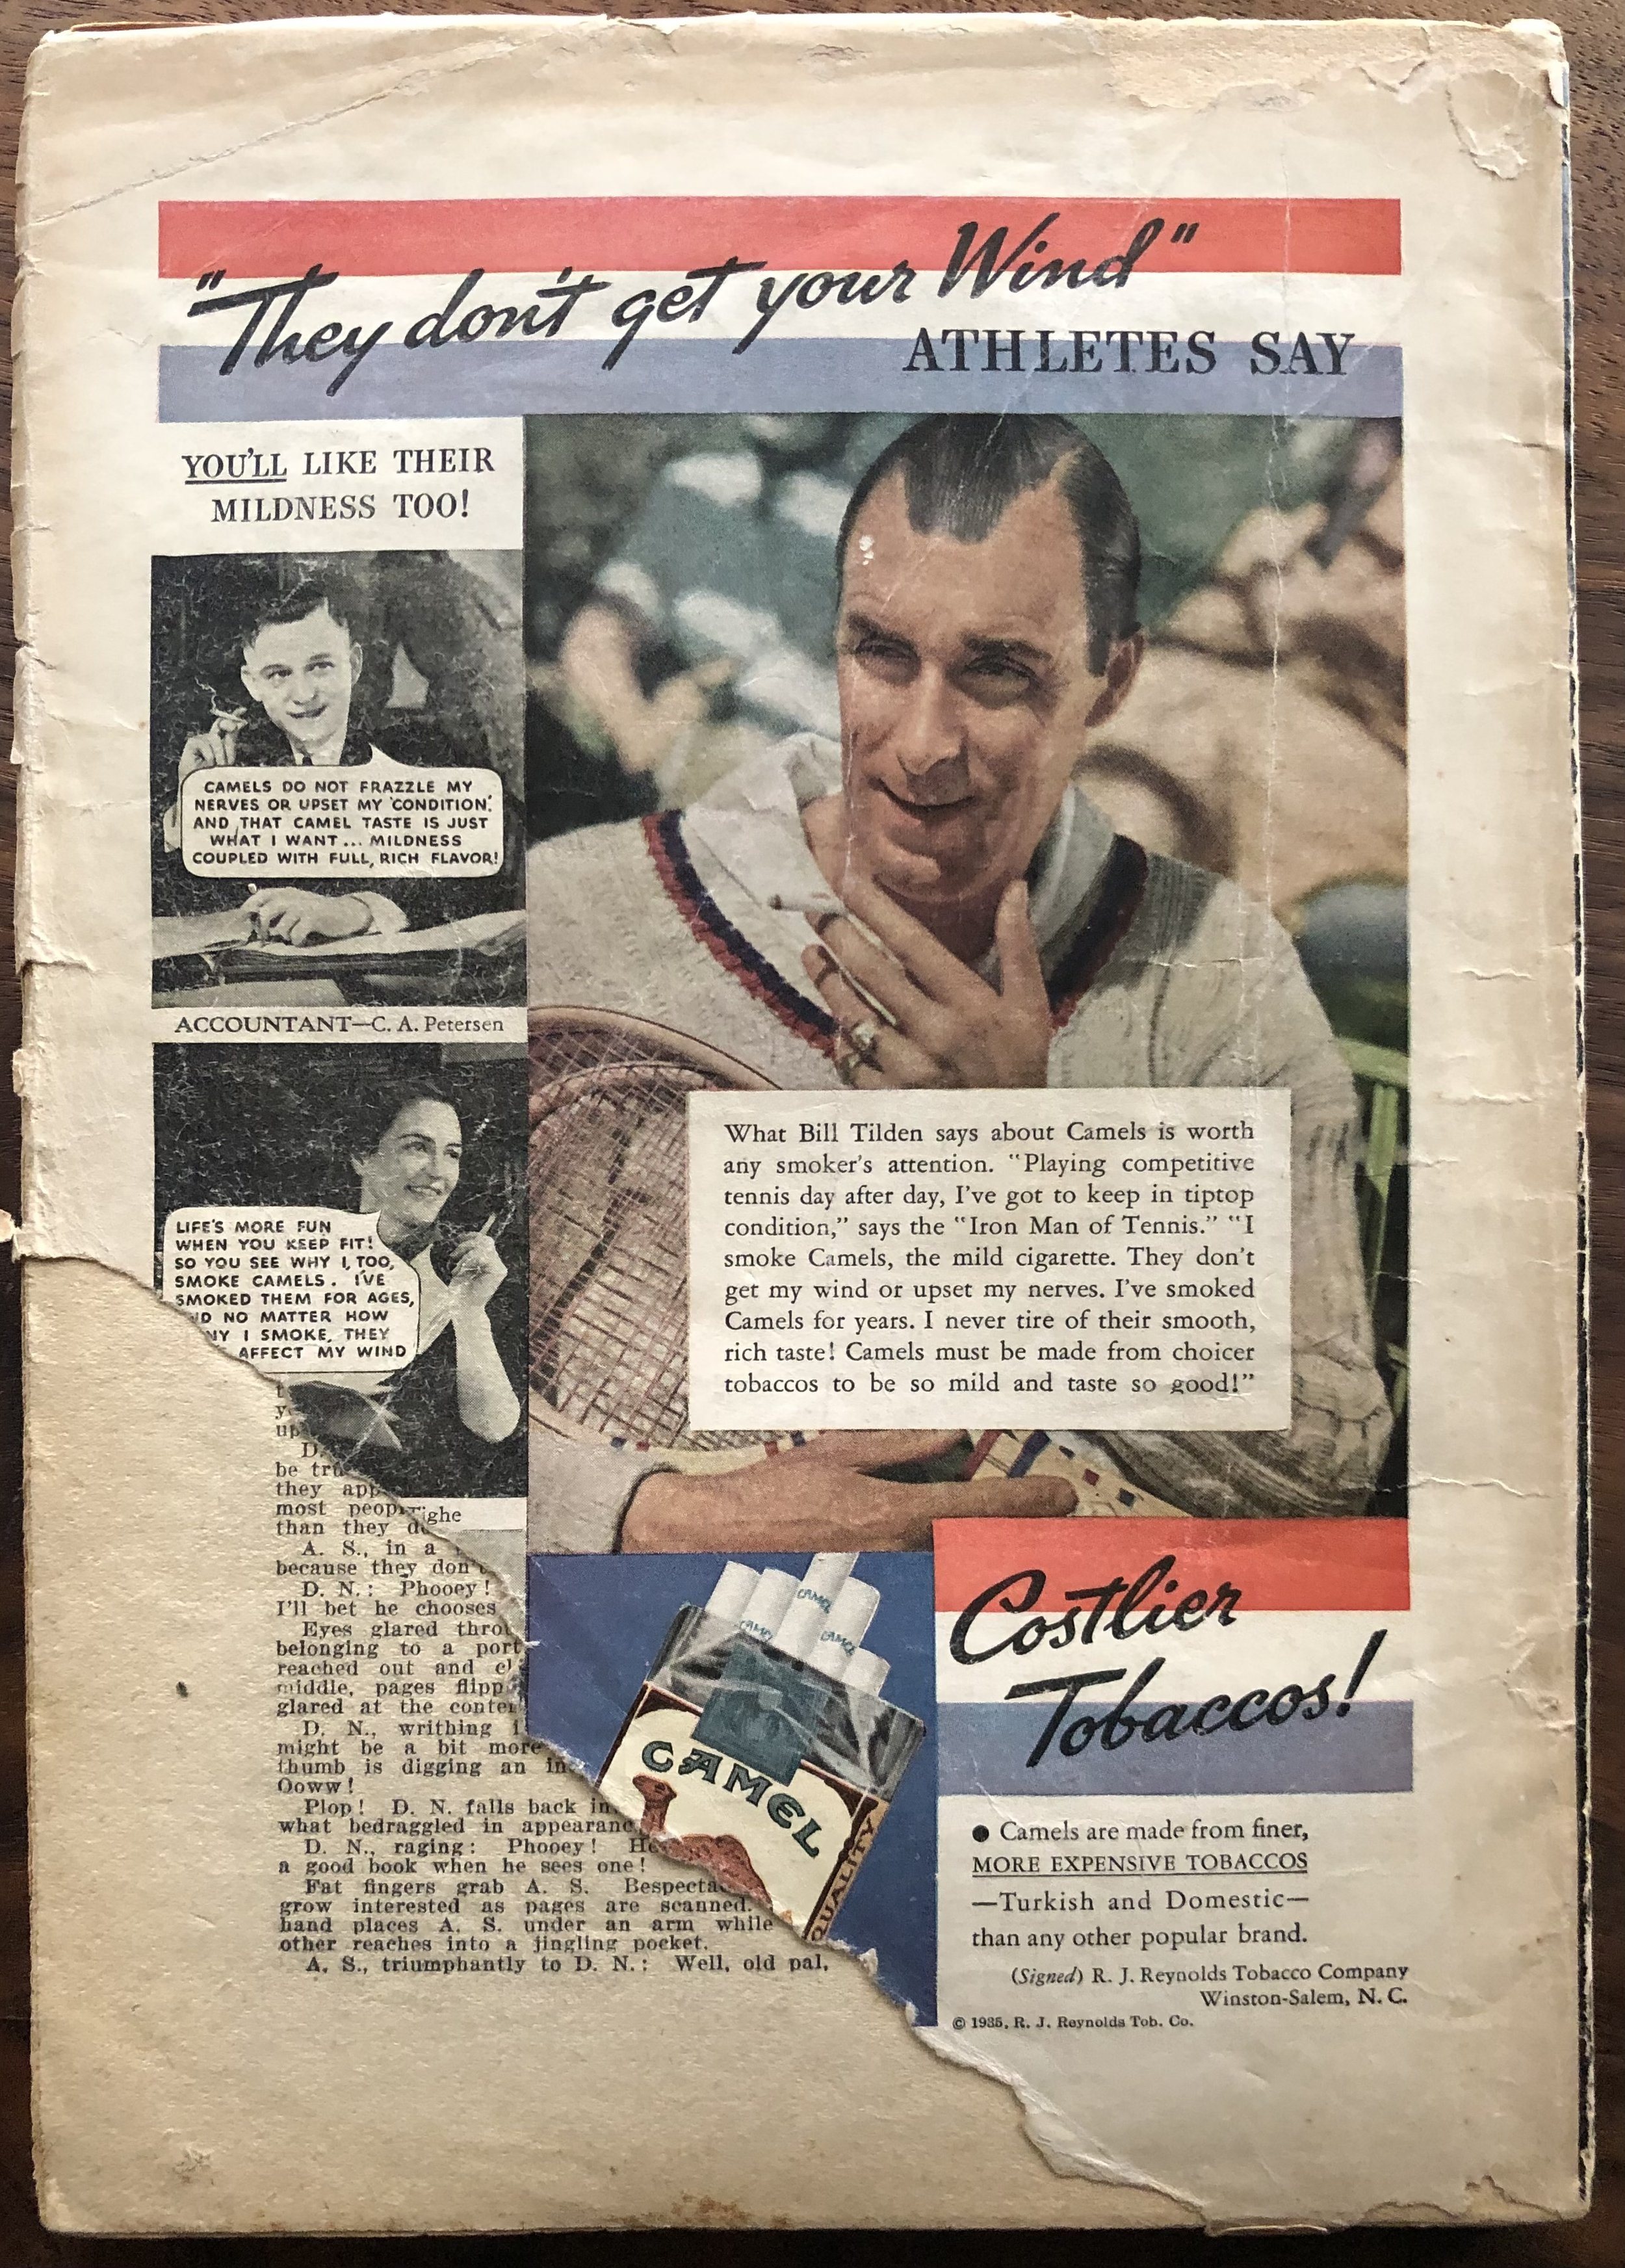 "They don't get your Wind"
ATHLETES SAY
YOU'LL LIKE THEIR
MILDNESS TOO!
CAMELS DO NOT FRAZZLE MY
NERVES OR UPSET MY 'CONDITION.'
AND THAT CAMEL TASTE IS JUST
WHAT I WANT... MILDNESS
COUPLED WITH FULL, RICH FLAVOR!
ACCOUNTANT—C. A. Petersen
LIFE'S MORE FUN
WHEN YOU KEEP FIT!
SO YOU SEE WHY I, TOO,
SMOKE CAMELS. I'VE
SMOKED THEM FOR AGES,
NO MATTER HOW
I SMOKE, THEY
AFFECT MY WIND
What Bill Tilden says about Camels is worth
any smoker's attention. "Playing competitive
tennis day after day, I've got to keep in tiptop
condition," says the "Iron Man of Tennis." "I
smoke Camels, the mild cigarette. They don't
get my wind or upset my nerves. I've smoked
Camels for years. I never tire of their smooth,
rich taste! Camels must be made from choicer
tobaccos to be so mild and taste so good!"
up
D.
be
they
most
than they
A. S., in a
because they
D. N.: Phooey!
I'll bet he chooses
Eyes glared
belonging to a
reached out and
middle, pages
glared at the
D. N., writhing
might be a bit more
thumb is digging an
Ooww!
Plop! D. N. falls back
what bedraggled in
D. N., raging: Phooey!
a good book when he sees one!
Fat fingers grab A. S.
grow interested as pages are scanned.
hand places A. S. under an arm while
other reaches into a jingling pocket.
A. S., triumphantly to D. N.: Well, old pal,
CAMEL
CAMEL
CAMEL
CAMEL
QUALITY
Costlier
Tobaccos!
● Camels are made from finer,
MORE EXPENSIVE TOBACCOS
—Turkish and Domestic—
than any other popular brand.
(Signed) R. J. Reynolds Tobacco Company
Winston-Salem, N. C.
© 1935, R. J. Reynolds Tob. Co.